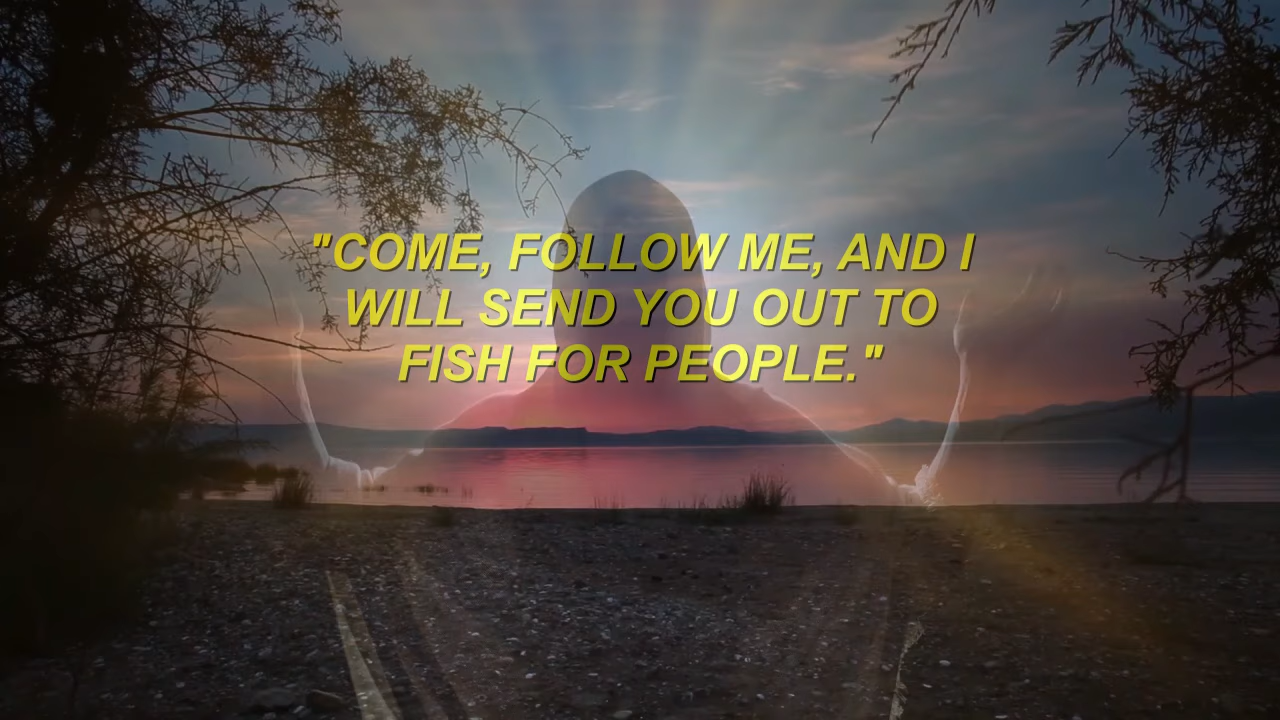 "COME, FOLLOW ME, AND I
WILL SEND YOU OUT TO
FISH FOR PEOPLE."